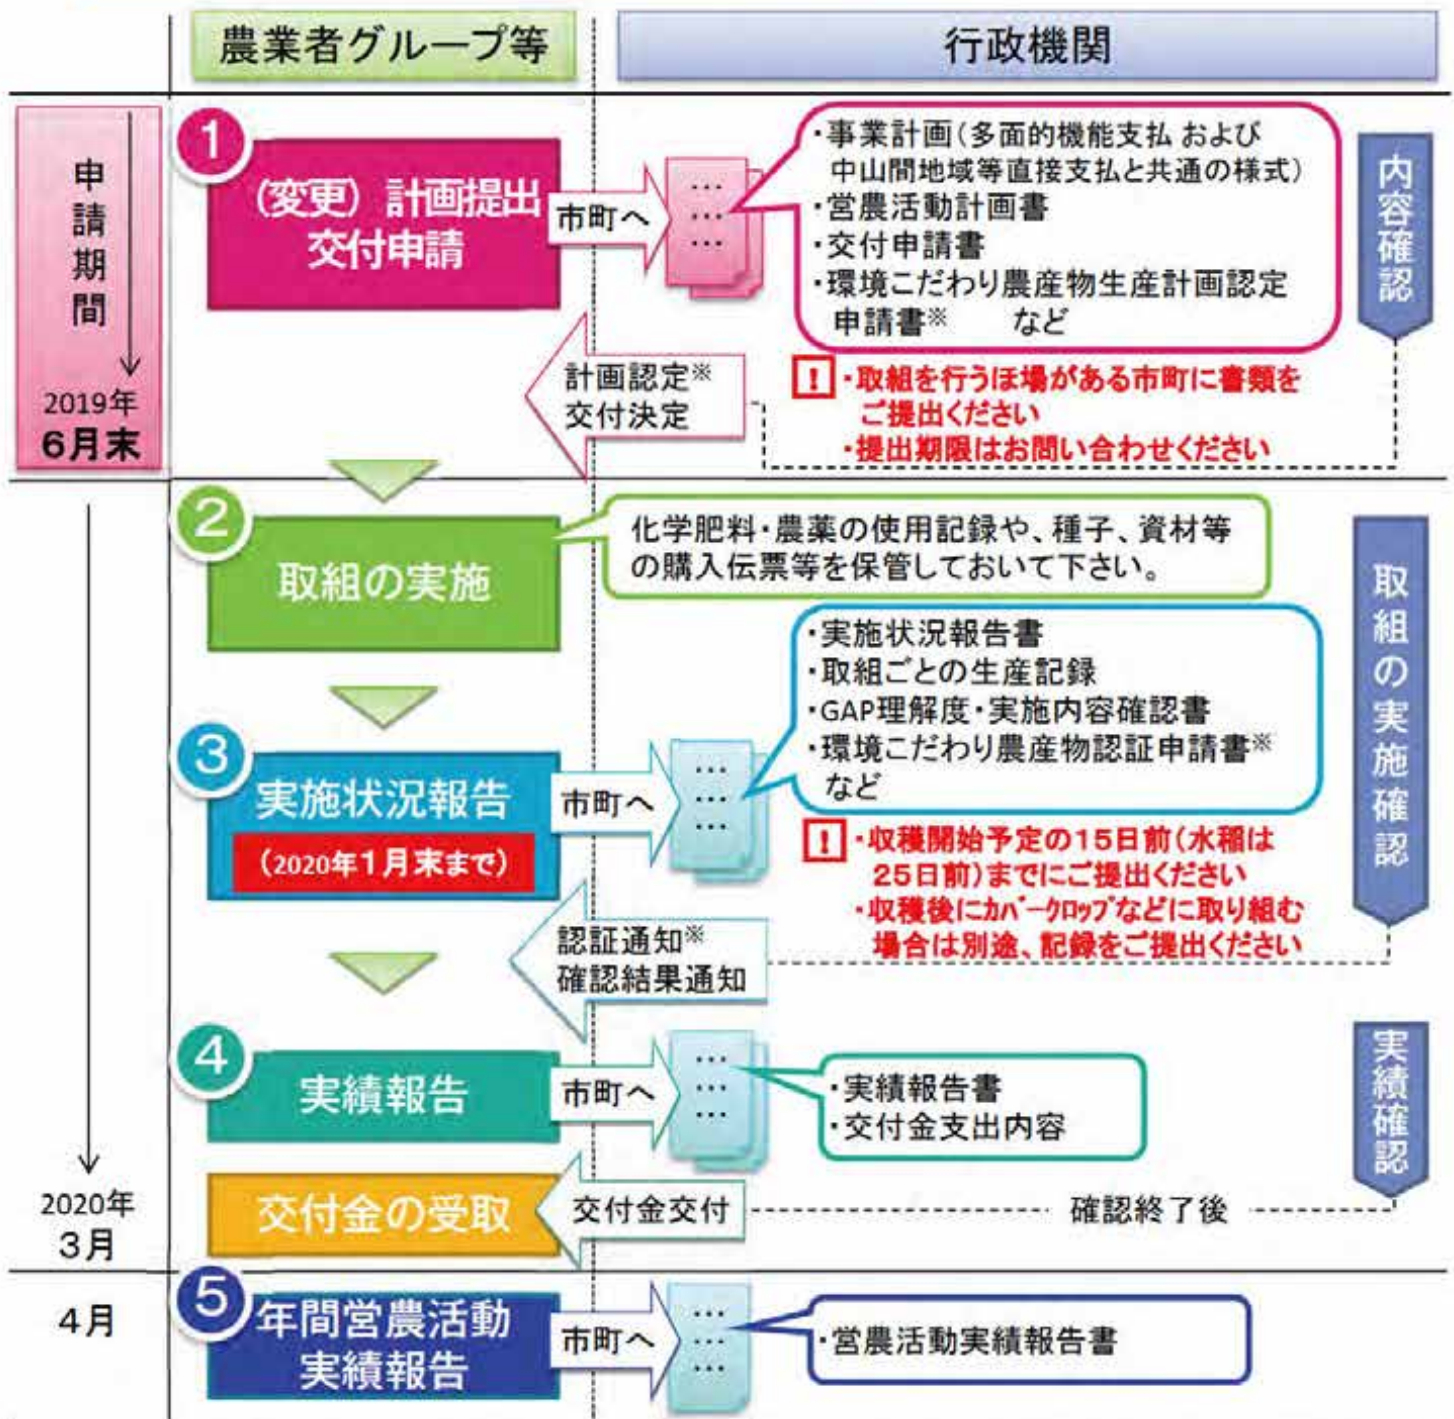 農業者グループ等
行政機関
申請期間
2019年
6月末
1
(変更)計画提出
交付申請
市町へ
・事業計画(多面的機能支払 および
中山間地域等直接支払と共通の様式)
・営農活動計画書
・交付申請書
・環境こだわり農産物生産計画認定
申請書※ など
内容確認
計画認定※
交付決定
! ・取組を行うほ場がある市町に書類を
ご提出ください
・提出期限はお問い合わせください
2
取組の実施
化学肥料・農薬の使用記録や、種子、資材等
の購入伝票等を保管しておいて下さい。
取組の実施確認
3
実施状況報告
(2020年1月末まで)
市町へ
・実施状況報告書
・取組ごとの生産記録
・GAP理解度・実施内容確認書
・環境こだわり農産物認証申請書※
など
! ・収穫開始予定の15日前(水稲は
25日前)までにご提出ください
・収穫後にカバークロップなどに取り組む
場合は別途、記録をご提出ください
認証通知※
確認結果通知
4
実績報告
市町へ
・実績報告書
・交付金支出内容
実績確認
2020年
3月
交付金の受取
交付金交付
確認終了後
4月
5
年間営農活動
実績報告
市町へ
・営農活動実績報告書